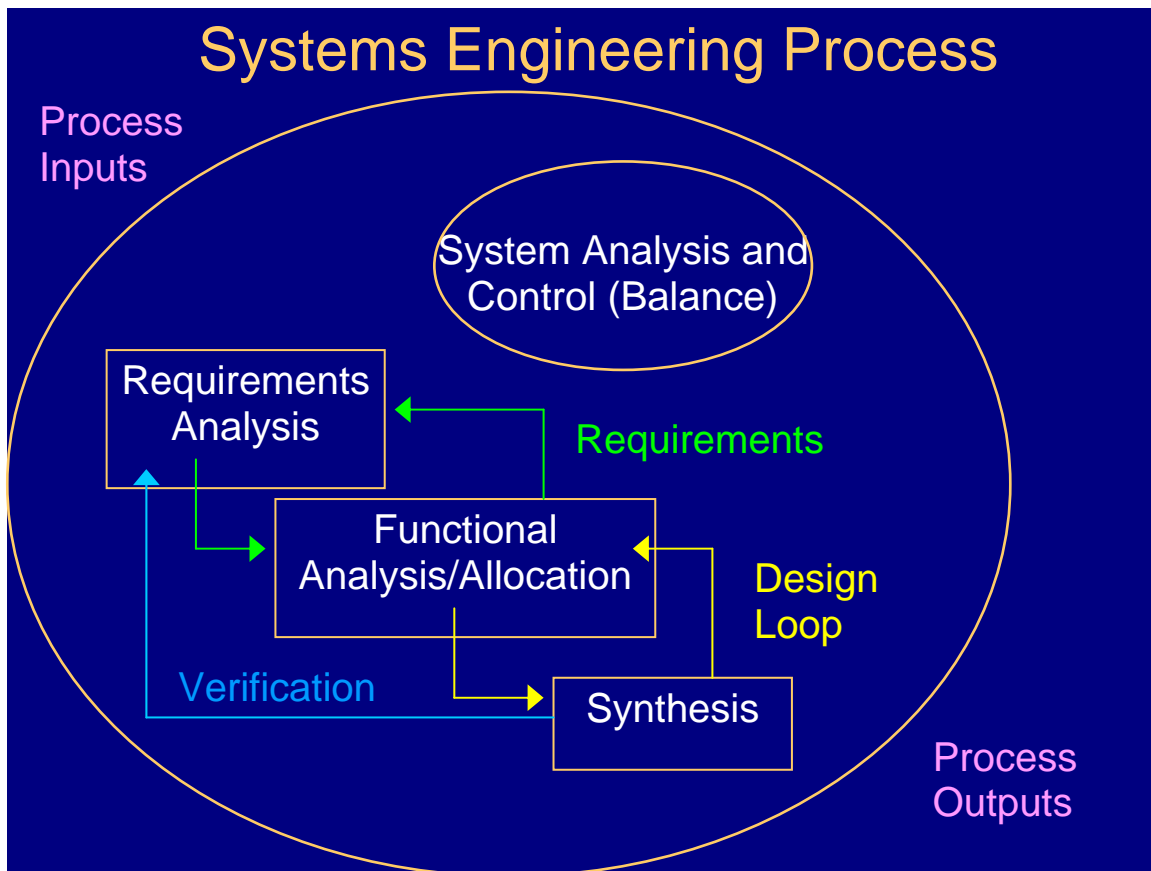 Systems Engineering Process
Process
Inputs
System Analysis and
Control (Balance)
Requirements
Analysis
Requirements
Functional
Analysis/Allocation
Design
Loop
Verification
Synthesis
Process
Outputs